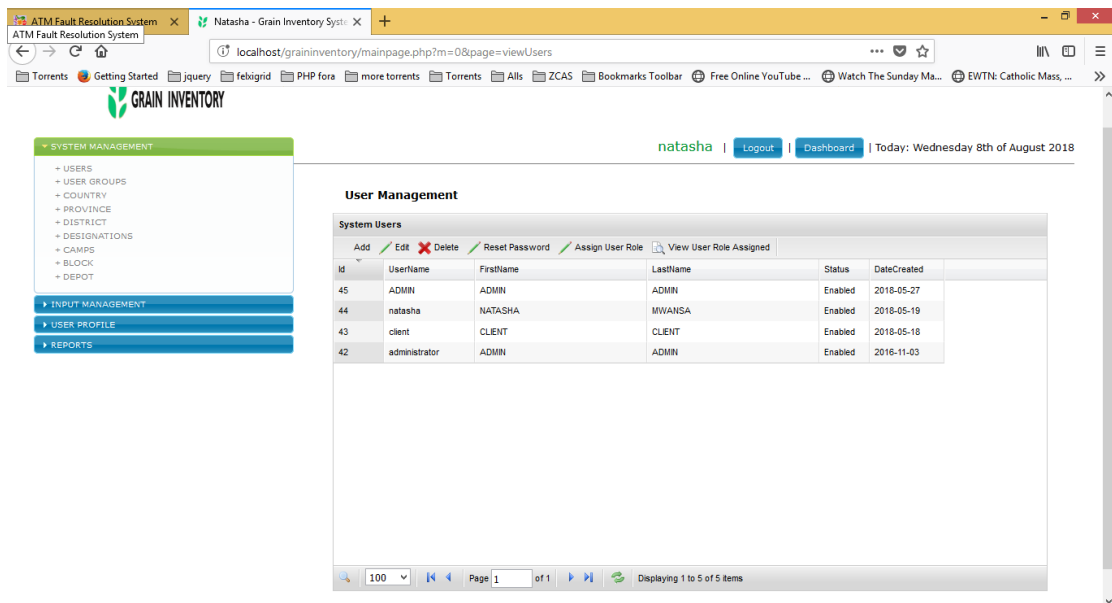 ATM Fault Resolution System
Natasha - Grain Inventory Syste
ATM Fault Resolution System
localhost/graininventory/mainpage.php?m=0&page=viewUsers
Torrents Getting Started jquery felxigrid PHP fora more torrents Torrents Alls ZCAS Bookmarks Toolbar Free Online YouTube ... Watch The Sunday Ma... EWTN: Catholic Mass, ...
GRAIN INVENTORY
SYSTEM MANAGEMENT
natasha | Logout | Dashboard | Today: Wednesday 8th of August 2018
+ USERS
+ USER GROUPS
+ COUNTRY
+ PROVINCE
+ DISTRICT
+ DESIGNATIONS
+ CAMPS
+ BLOCK
+ DEPOT
INPUT MANAGEMENT
USER PROFILE
REPORTS
User Management
System Users
Add Edit Delete Reset Password Assign User Role View User Role Assigned
Id UserName FirstName LastName Status DateCreated
45 ADMIN ADMIN ADMIN Enabled 2018-05-27
44 natasha NATASHA MWANSA Enabled 2018-05-19
43 client CLIENT CLIENT Enabled 2018-05-18
42 administrator ADMIN ADMIN Enabled 2016-11-03
100 Page 1 of 1 Displaying 1 to 5 of 5 items